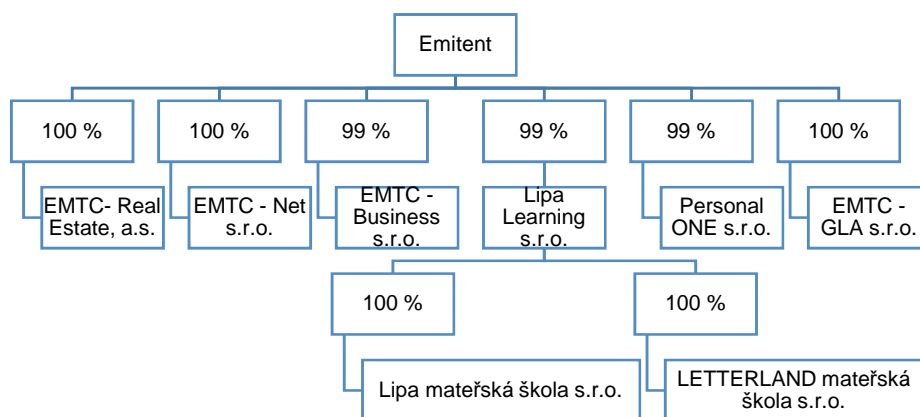 Emitent
100 %
100 %
99 %
99 %
99 %
100 %
EMTC- Real
Estate, a.s.
EMTC - Net
s.r.o.
EMTC -
Business
s.r.o.
Lipa
Learning
s.r.o.
Personal
ONE s.r.o.
EMTC -
GLA s.r.o.
100 %
100 %
Lipa mateřská škola s.r.o.
LETTERLAND mateřská
škola s.r.o.